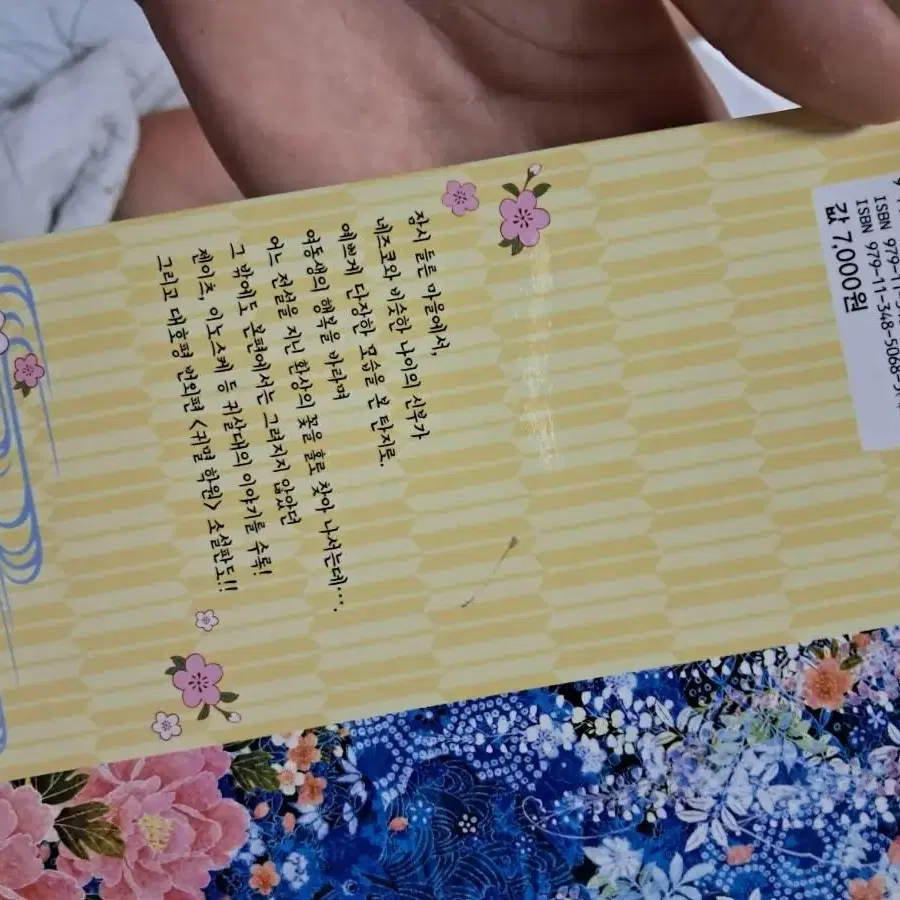 잠시 들른 마을에서,
네즈코와 비슷한 나이의 신부가
예쁘게 단장한 모습을 본 탄지로.
여동생의 행복을 바라며
어느 전설을 지닌 환상의 꽃을 홀로 찾아 나서는데….
그 밖에도 본편에서는 그려지지 않았던
젠이츠, 이노스케 등 귀살대의 이야기를 수록!
그리고 대호평 번외편 <귀멸 학원> 소설판도!!
ISBN 979-11-3
ISBN 979-11-348-5068-5
값 7,000원